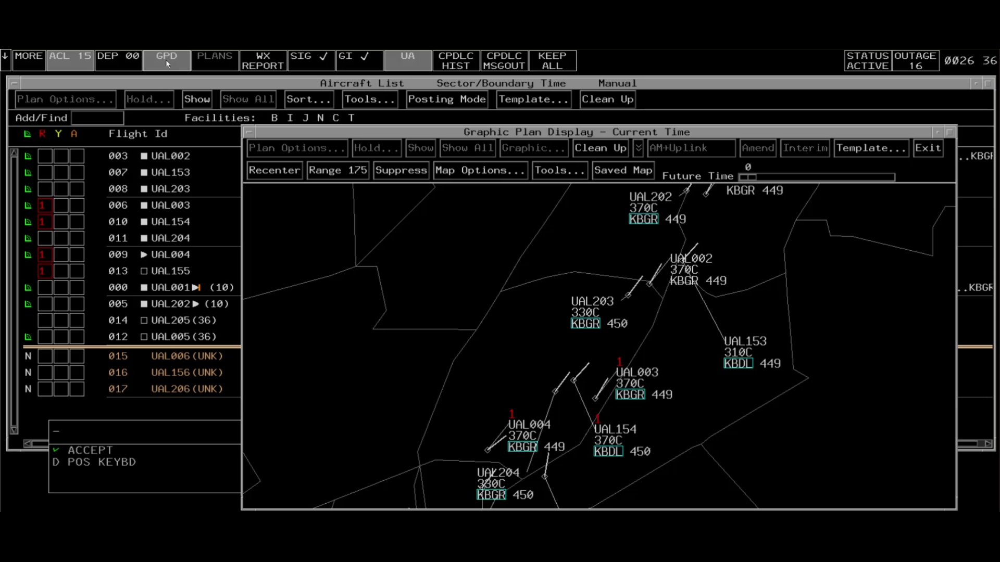 ↓ MORE ACL 15 DEP 00 GPD PLANS WX REPORT SIG ✓ GI ✓ UA CPDLC HIST CPDLC MSGOUT KEEP ALL STATUS ACTIVE OUTAGE 16 0026 36
Aircraft List Sector/Boundary Time Manual
Plan Options... Hold... Show Show All Sort... Tools... Posting Mode Template... Clean Up
Add/Find Facilities: B I J N C T
R Y A Flight Id
003 UAL002
007 UAL153
008 UAL203
1 006 UAL003
1 010 UAL154
011 UAL204
1 009 UAL004
1 013 UAL155
000 UAL001 (10)
005 UAL202 (10)
014 UAL205(36)
012 UAL005(36)
N 015 UAL006(UNK)
N 016 UAL156(UNK)
N 017 UAL206(UNK)
..KBGR
..KBGR
✓ ACCEPT
D POS KEYBD
Graphic Plan Display - Current Time
Plan Options... Hold... Show Show All Graphic... Clean Up AM+Uplink Amend Interim Template... Exit
Recenter Range 175 Suppress Map Options... Tools... Saved Map Future Time 0
KBGR 449
UAL202
370C
KBGR 449
UAL002
370C
KBGR 449
UAL203
330C
KBGR 450
UAL153
310C
KBDL 449
1
UAL003
370C
KBGR 449
1
UAL004
370C
KBGR 449
1
UAL154
370C
KBDL 450
UAL204
330C
KBGR 450